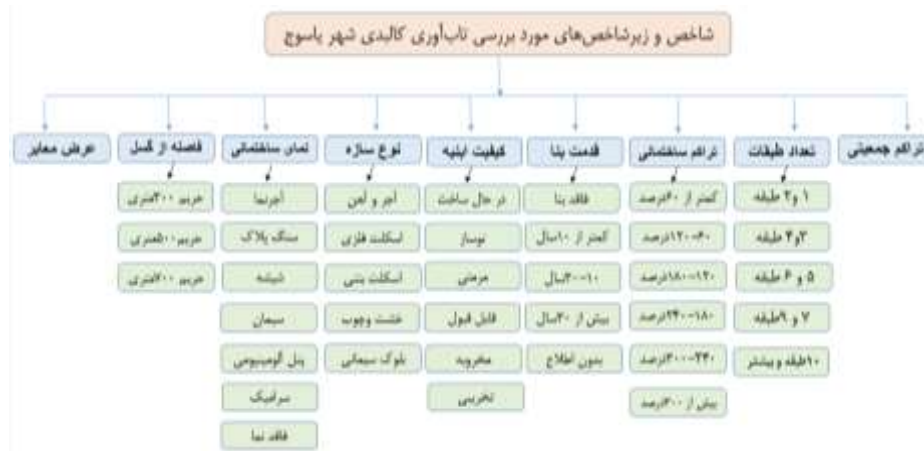 شاخص و زیرشاخص‌های مورد بررسی تاب‌آوری کالبدی شهر یاسوج
تراکم جمعیتی
تعداد طبقات
۱ و ۲ طبقه
۳و۴ طبقه
۵ و ۶ طبقه
۷ و ۹طبقه
۱۰طبقه و بیشتر
تراکم ساختمانی
کمتر از ۶۰درصد
۶۰-۱۲۰درصد
۱۲۰-۱۸۰درصد
۱۸۰-۲۴۰درصد
۲۴۰-۳۰۰درصد
بیش از ۳۰۰درصد
قدمت بنا
فاقد بنا
کمتر از ۱۰سال
۱۰-۳۰سال
بیش از ۳۰سال
بدون اطلاع
کیفیت ابنیه
در حال ساخت
نوساز
مرمتی
قابل قبول
مخروبه
تخریبی
نوع سازه
آجر و آهن
اسکلت فلزی
اسکلت بتنی
خشت وچوب
بلوک سیمانی
نمای ساختمانی
آجرنما
سنگ پلاک
شیشه
سیمان
پنل آلومینیومی
سرامیک
فاقد نما
فاصله از گسل
حریم ۳۰۰متری
حریم ۵۰۰متری
حریم ۷۰۰متری
عرض معابر